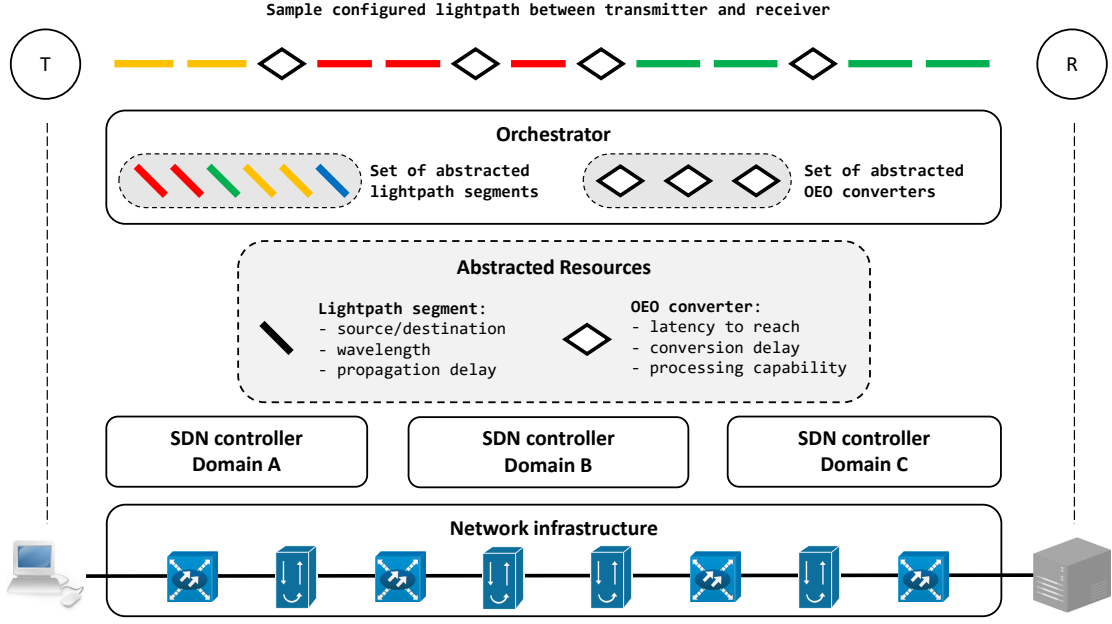 Sample configured lightpath between transmitter and receiver
T
R
Orchestrator
Set of abstracted
lightpath segments
Set of abstracted
OEO converters
Abstracted Resources
Lightpath segment:
- source/destination
- wavelength
- propagation delay
OEO converter:
- latency to reach
- conversion delay
- processing capability
SDN controller
Domain A
SDN controller
Domain B
SDN controller
Domain C
Network infrastructure